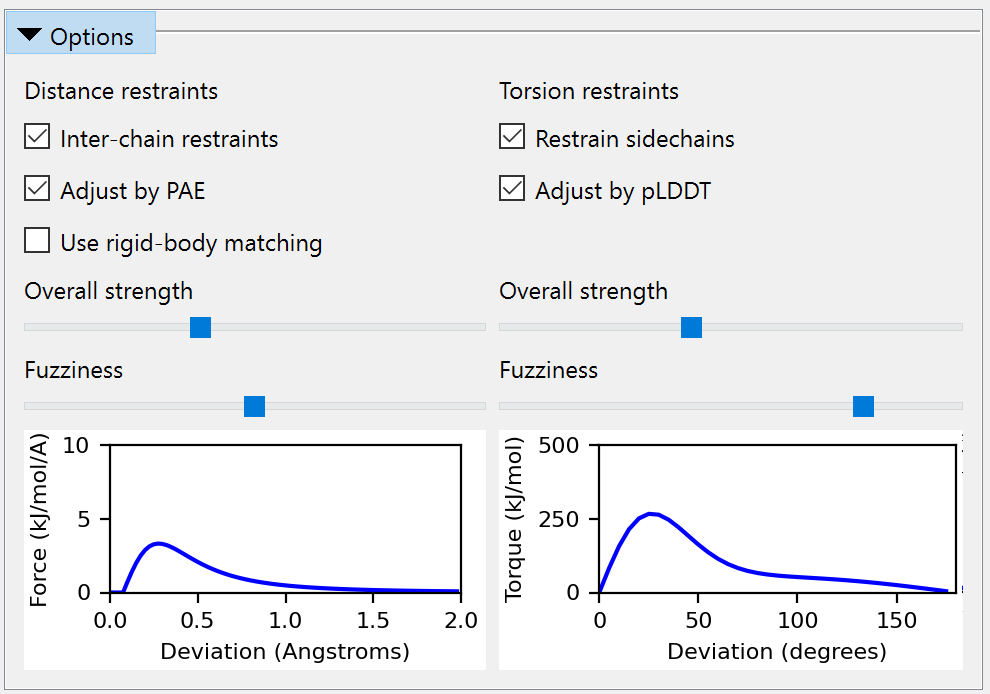 Options
Distance restraints
Inter-chain restraints
Adjust by PAE
Use rigid-body matching
Overall strength
Fuzziness
10
5
0
Force (kJ/mol/A)
0.0 0.5 1.0 1.5 2.0
Deviation (Angstroms)
Torsion restraints
Restrain sidechains
Adjust by pLDDT
Overall strength
Fuzziness
500
250
0
Torque (kJ/mol)
0 50 100 150
Deviation (degrees)